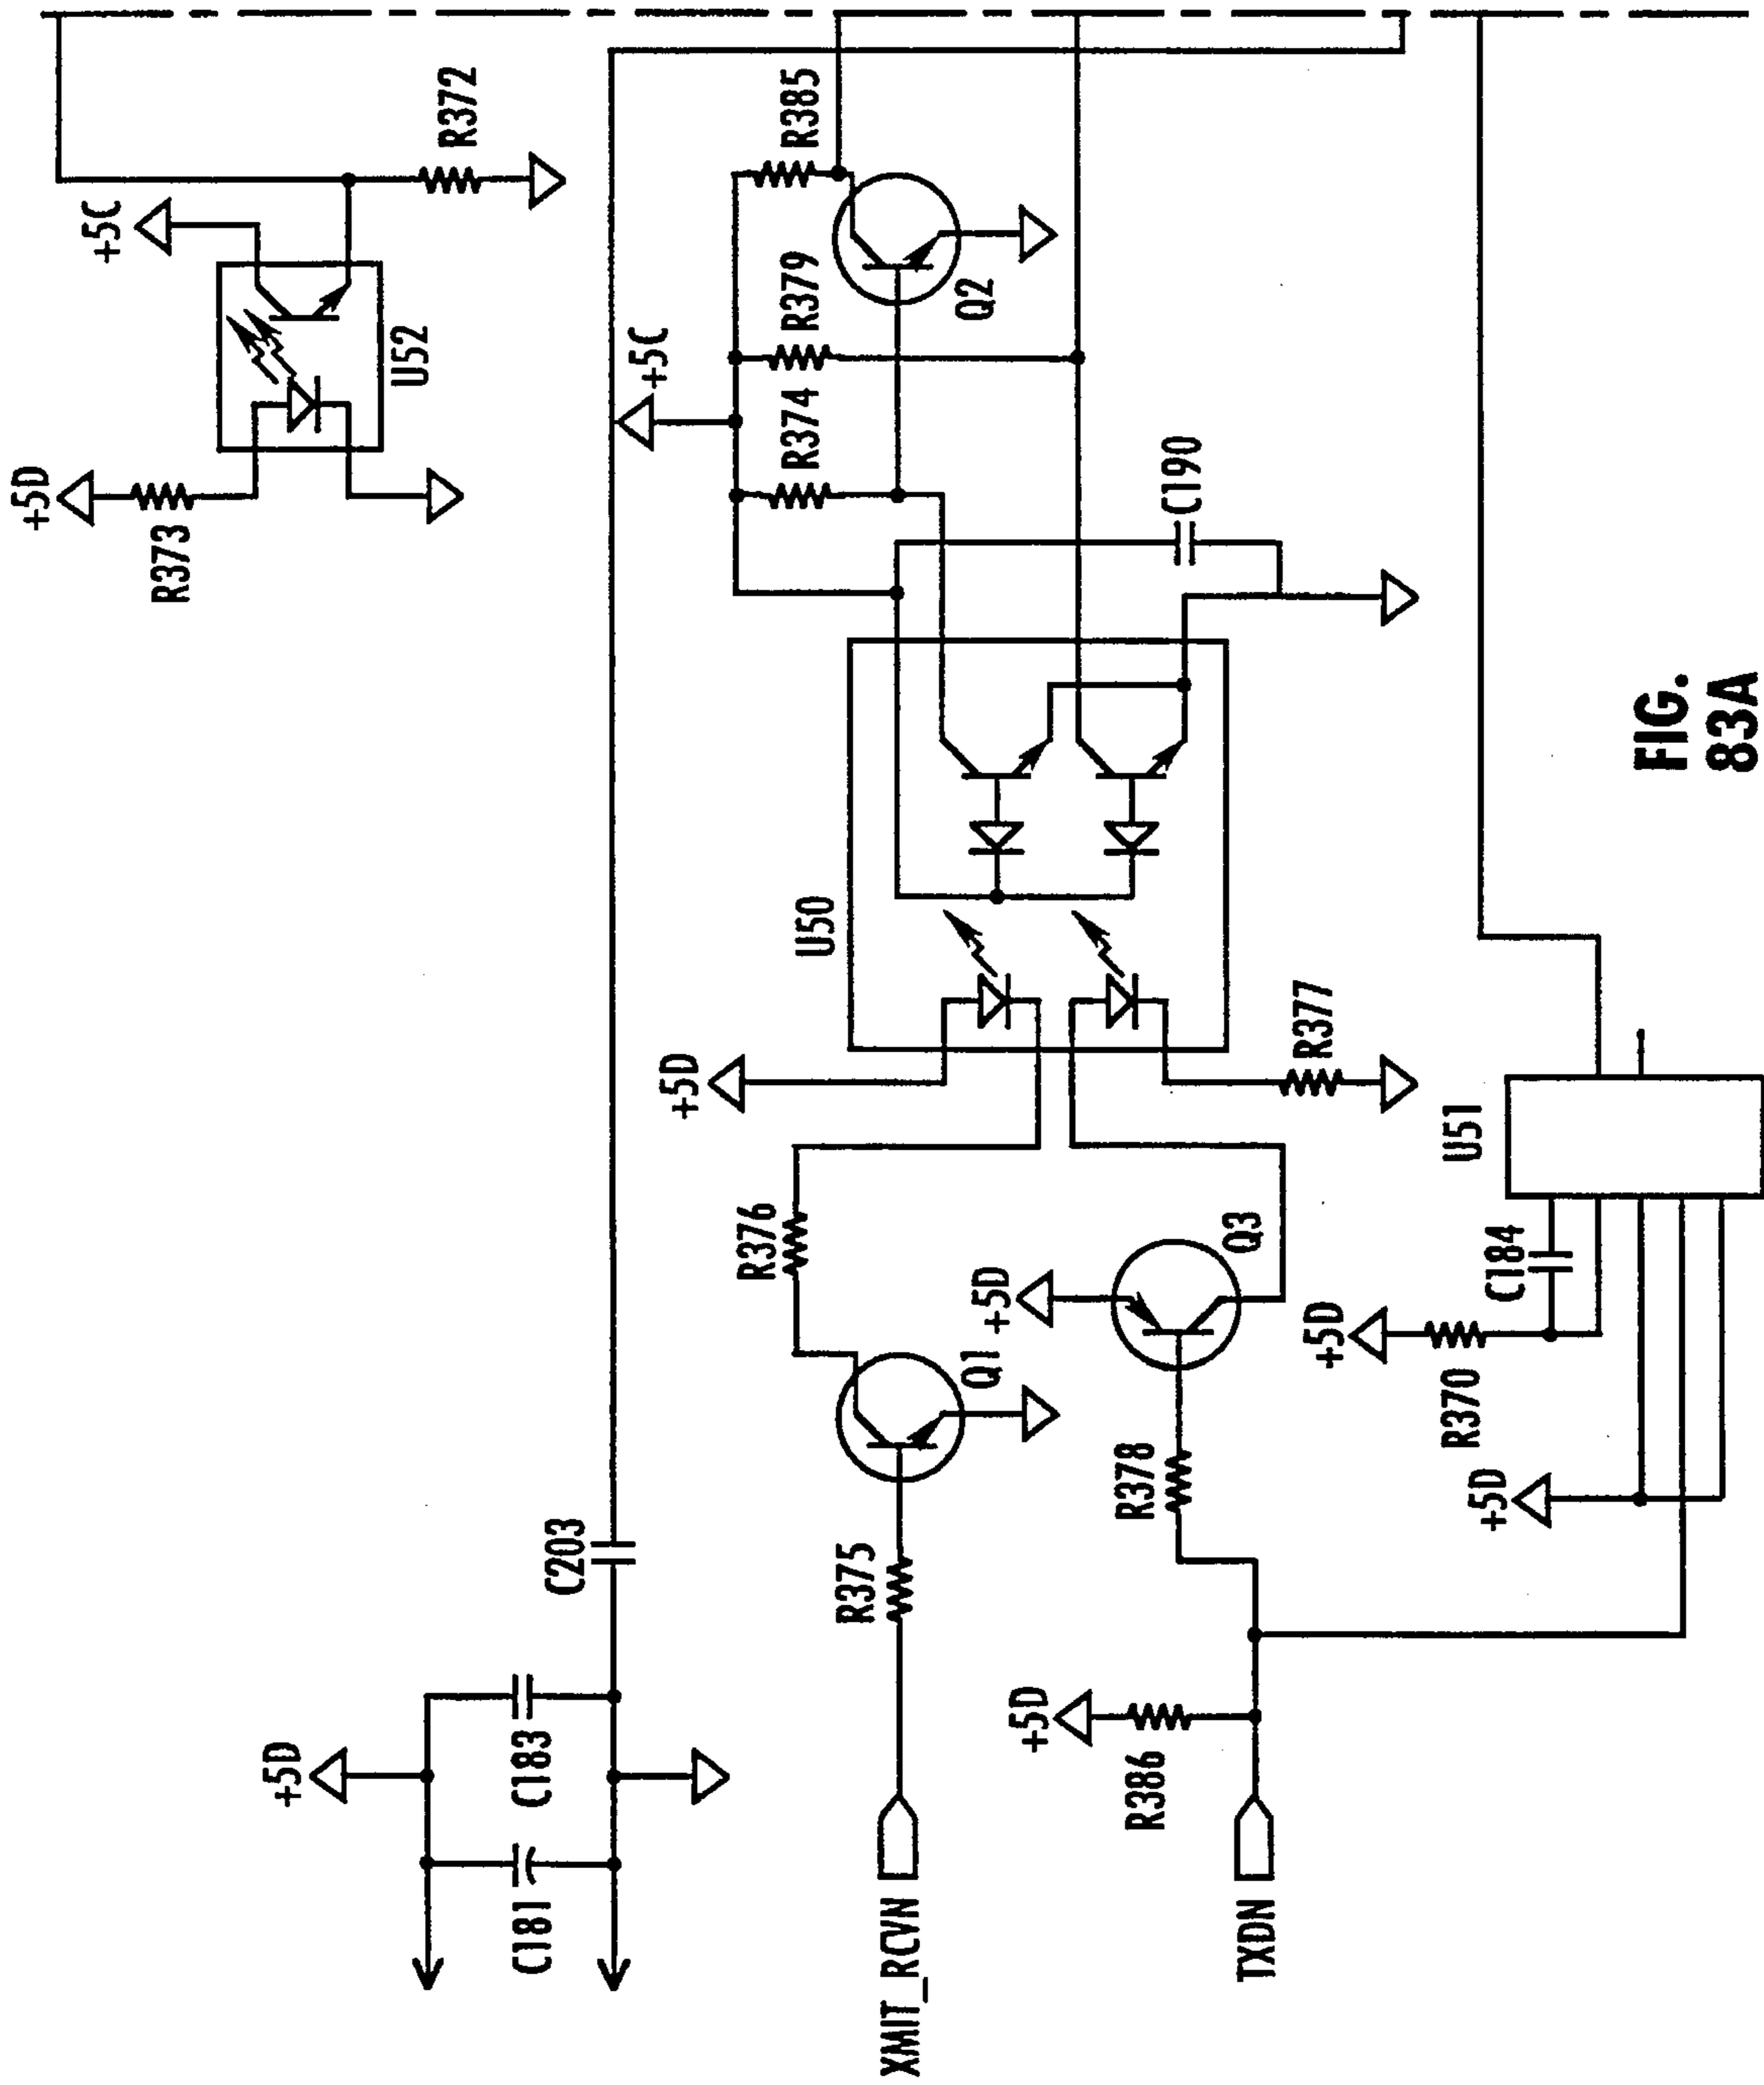 +5D
R373
U52
+5C
R372
+5D
C181
C183
C203
+5C
R374
R379
R385
Q2
XMIT_RCVN
R375
Q1
R376
+5D
U50
C190
TXDN
R386
+5D
R378
+5D
Q3
R377
+5D
R370
+5D
C184
U51
FIG.
83A